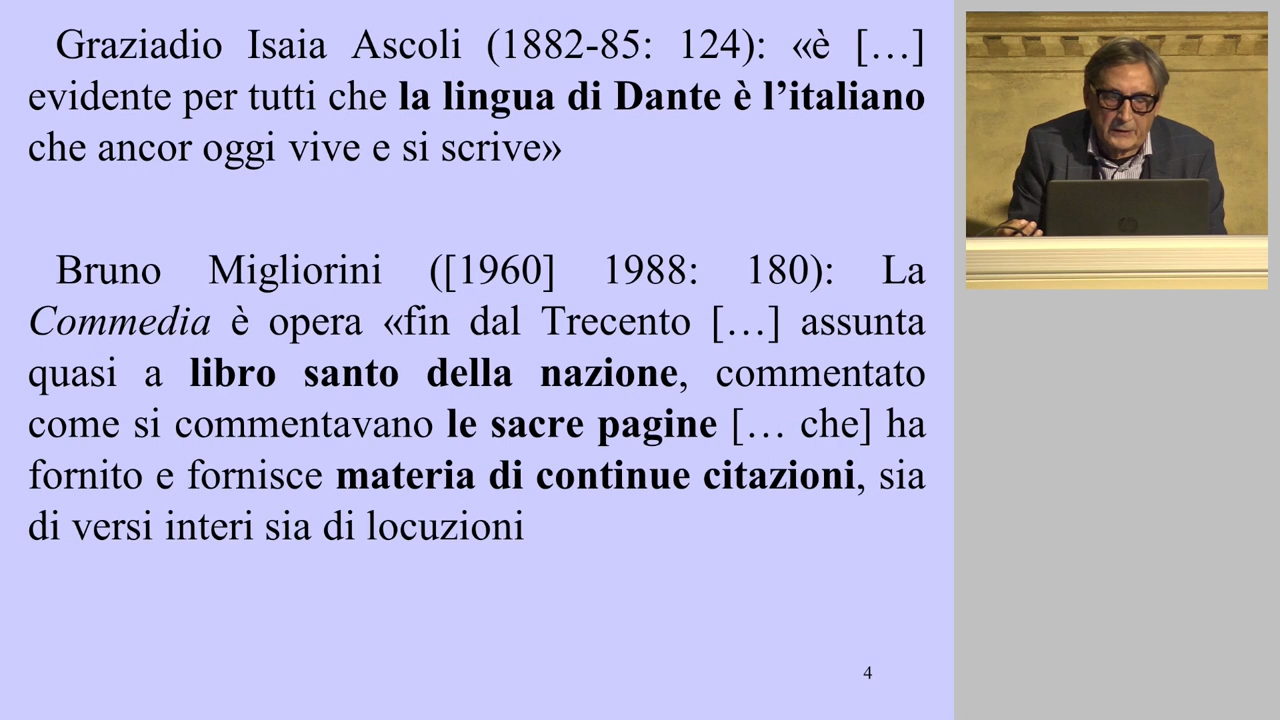 Graziadio Isaia Ascoli (1882-85: 124): «è […]
evidente per tutti che la lingua di Dante è l’italiano
che ancor oggi vive e si scrive»
Bruno Migliorini ([1960] 1988: 180): La
Commedia è opera «fin dal Trecento […] assunta
quasi a libro santo della nazione, commentato
come si commentavano le sacre pagine [… che] ha
fornito e fornisce materia di continue citazioni, sia
di versi interi sia di locuzioni
4